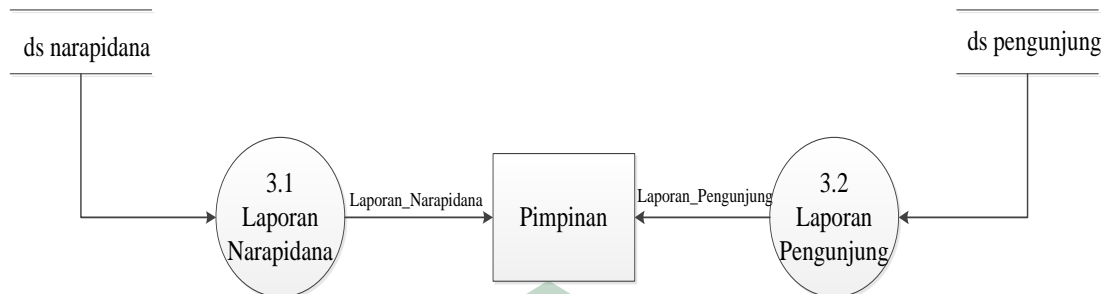 ds narapidana
ds pengunjung
3.1
Laporan
Narapidana
Laporan_Narapidana
Pimpinan
Laporan_Pengunjung
3.2
Laporan
Pengunjung